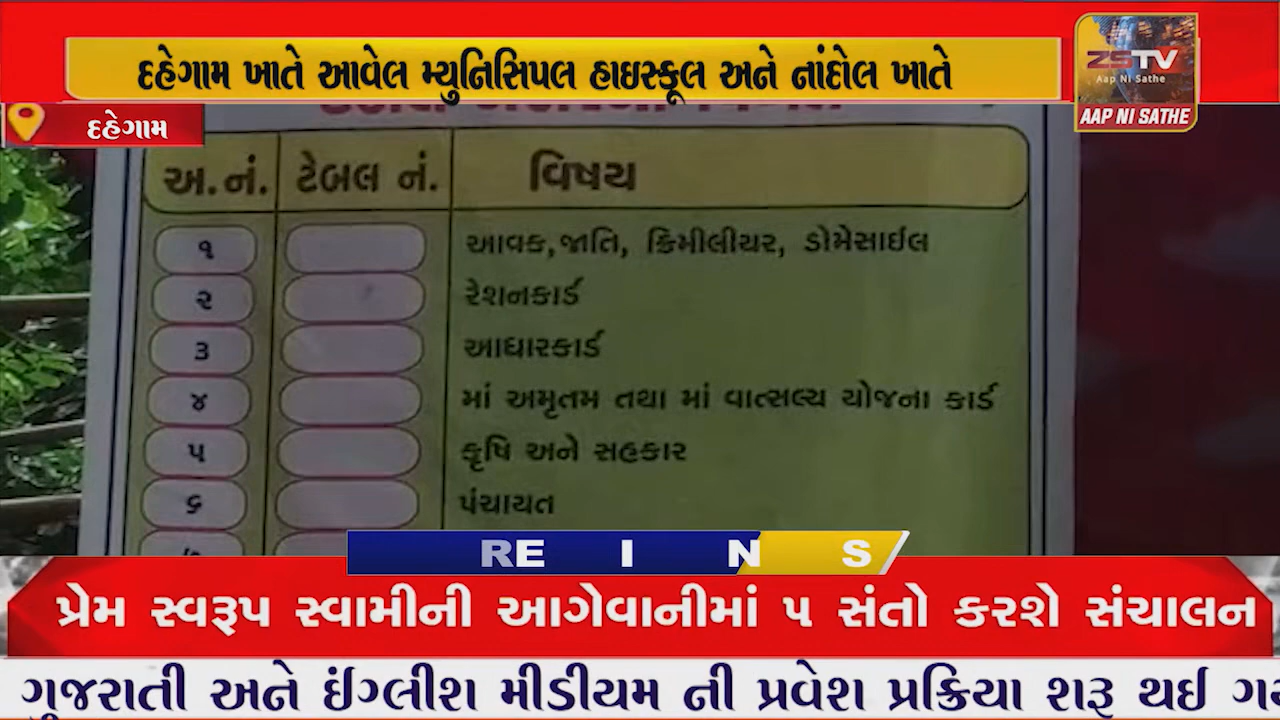 દહેગામ ખાતે આવેલ મ્યુનિસિપલ હાઇસ્કૂલ અને નાંદોલ ખાતે
ZSTV
Aap Ni Sathe
AAP NI SATHE
દહેગામ
અ.નં. ટેબલ નં. વિષય
૧ આવક,જાતિ, ક્રિમીલીયર, ડોમેસાઈલ
૨ રેશનકાર્ડ
૩ આધારકાર્ડ
૪ માં અમૃતમ તથા માં વાત્સલ્ય યોજના કાર્ડ
૫ કૃષિ અને સહકાર
૬ પંચાયત
RE I N S
પ્રેમ સ્વરૂપ સ્વામીની આગેવાનીમાં ૫ સંતો કરશે સંચાલન
ગુજરાતી અને ઈંગ્લીશ મીડીયમ ની પ્રવેશ પ્રક્રિયા શરૂ થઈ